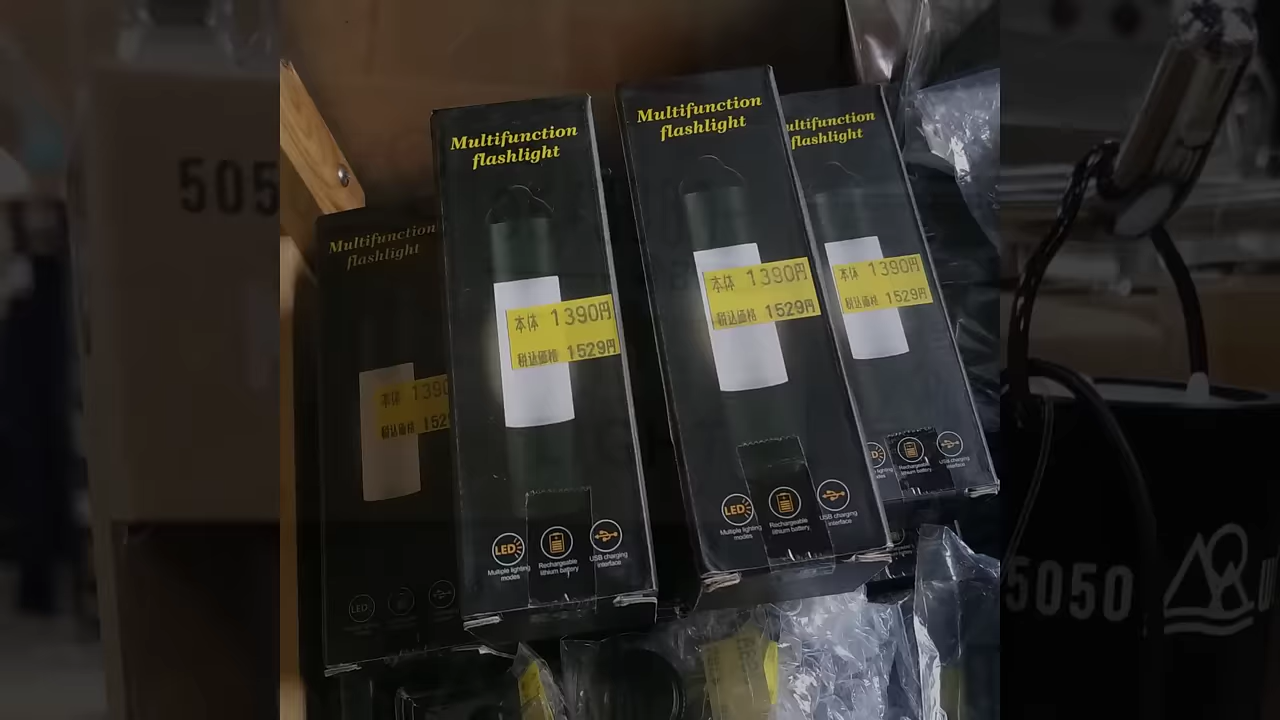 505
Multifunction
flashlight
本体 1390
税込価格 152
LED
Multifunction
flashlight
本体 1390円
税込価格 1529円
LED
Multiple lighting
modes
Rechargeable
lithium battery
USB charging
interface
Multifunction
flashlight
本体 1390円
税込価格 1529円
LED
Multiple lighting
modes
Rechargeable
lithium battery
USB charging
interface
ultifunction
flashlight
本体 1390円
税込価格 1529円
Rechargeable
lithium battery
USB charging
interface
5050